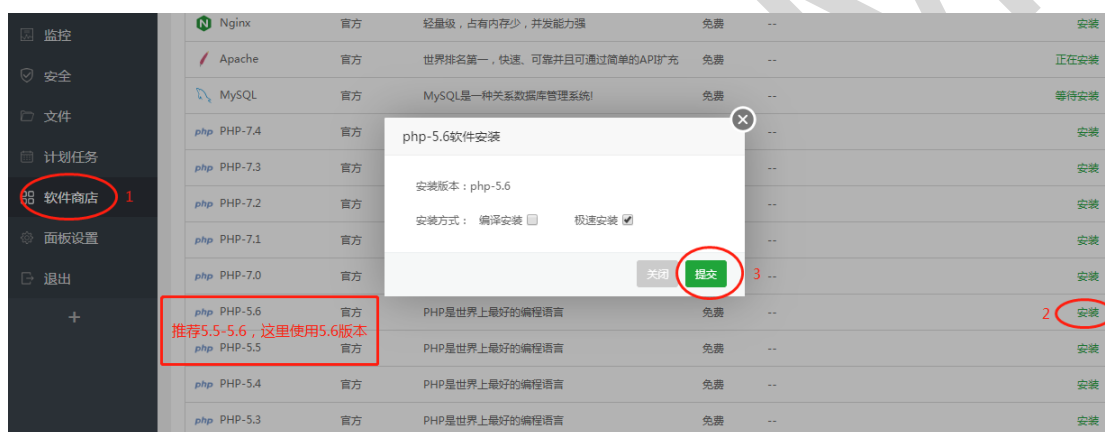 监控
安全
文件
计划任务
软件商店 1
面板设置
退出
+
Nginx 官方 轻量级，占有内存少，并发能力强 免费 -- 安装
Apache 官方 世界排名第一，快速、可靠并且可通过简单的API扩充 免费 -- 正在安装
MySQL 官方 MySQL是一种关系数据库管理系统! 免费 -- 等待安装
php PHP-7.4 官方 -- 安装
php PHP-7.3 官方 -- 安装
php PHP-7.2 官方 -- 安装
php PHP-7.1 官方 -- 安装
php PHP-7.0 官方 -- 安装
php-5.6软件安装
安装版本：php-5.6
安装方式： 编译安装 极速安装
关闭 提交 3
php PHP-5.6 官方 PHP是世界上最好的编程语言 免费 -- 2 安装
推荐5.5-5.6，这里使用5.6版本
php PHP-5.5 官方 PHP是世界上最好的编程语言 免费 -- 安装
php PHP-5.4 官方 PHP是世界上最好的编程语言 免费 -- 安装
php PHP-5.3 官方 PHP是世界上最好的编程语言 免费 -- 安装